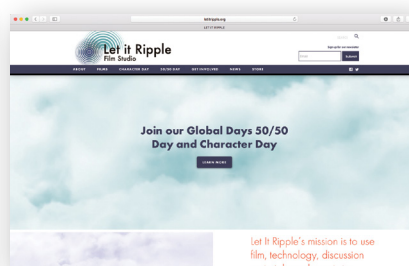 letitripple.org
LET IT RIPPLE
Let it Ripple
Film Studio
Sign up for our newsletter
Submit
ABOUT FILMS CHARACTER DAY 50/50 DAY GET INVOLVED NEWS STORE
Join our Global Days 50/50
Day and Character Day
LEARN MORE
Let It Ripple's mission is to use
film, technology, discussion